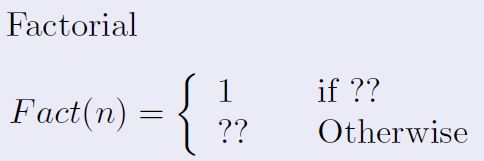 Factorial
Fact(n) = { 1 if ??
?? Otherwise